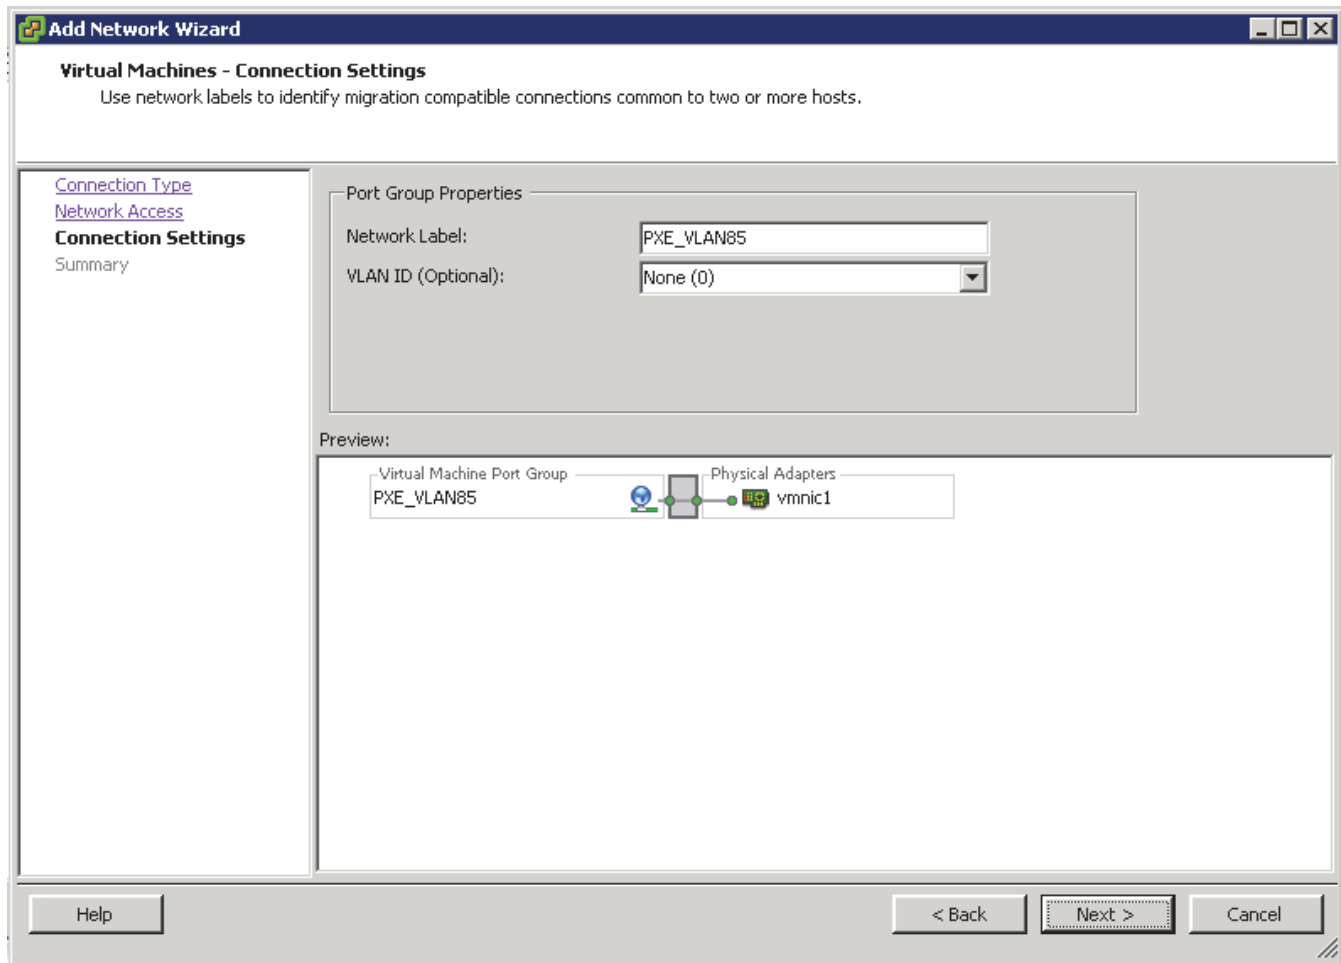 Add Network Wizard
Virtual Machines - Connection Settings
Use network labels to identify migration compatible connections common to two or more hosts.
Connection Type
Network Access
Connection Settings
Summary
Port Group Properties
Network Label:
PXE_VLAN85
VLAN ID (Optional):
None (0)
Preview:
Virtual Machine Port Group
PXE_VLAN85
Physical Adapters
vmnic1
Help
< Back
Next >
Cancel